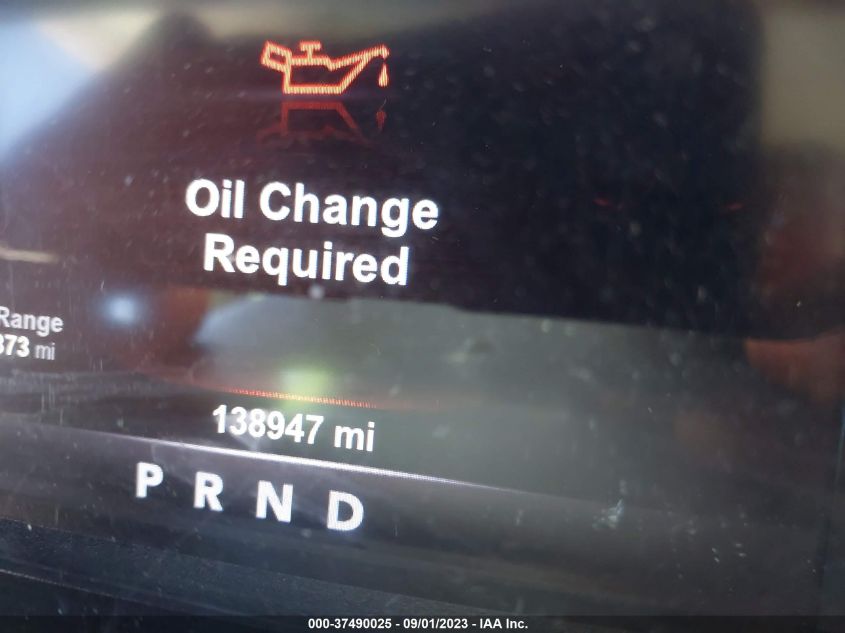 Oil Change
Required
Range
373 mi
138947 mi
P R N D
000-37490025 - 09/01/2023 - IAA Inc.